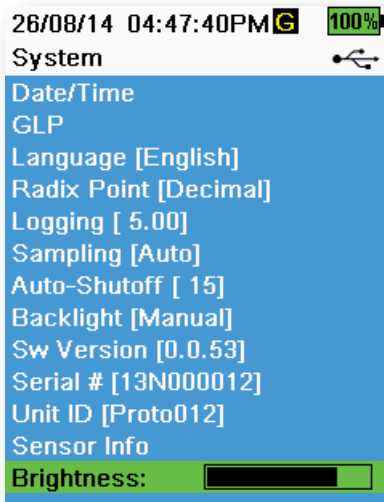 26/08/14 04:47:40PM G 100%
System
Date/Time
GLP
Language [English]
Radix Point [Decimal]
Logging [ 5.00]
Sampling [Auto]
Auto-Shutoff [ 15]
Backlight [Manual]
Sw Version [0.0.53]
Serial # [13N000012]
Unit ID [Proto012]
Sensor Info
Brightness: